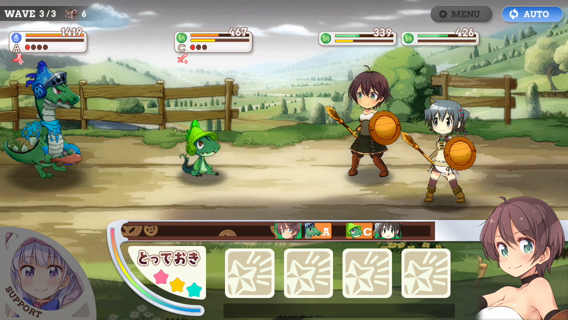 WAVE 3/3 6
MENU
AUTO
1419
A
467
C
339
426
A C
とっておき
SUPPORT